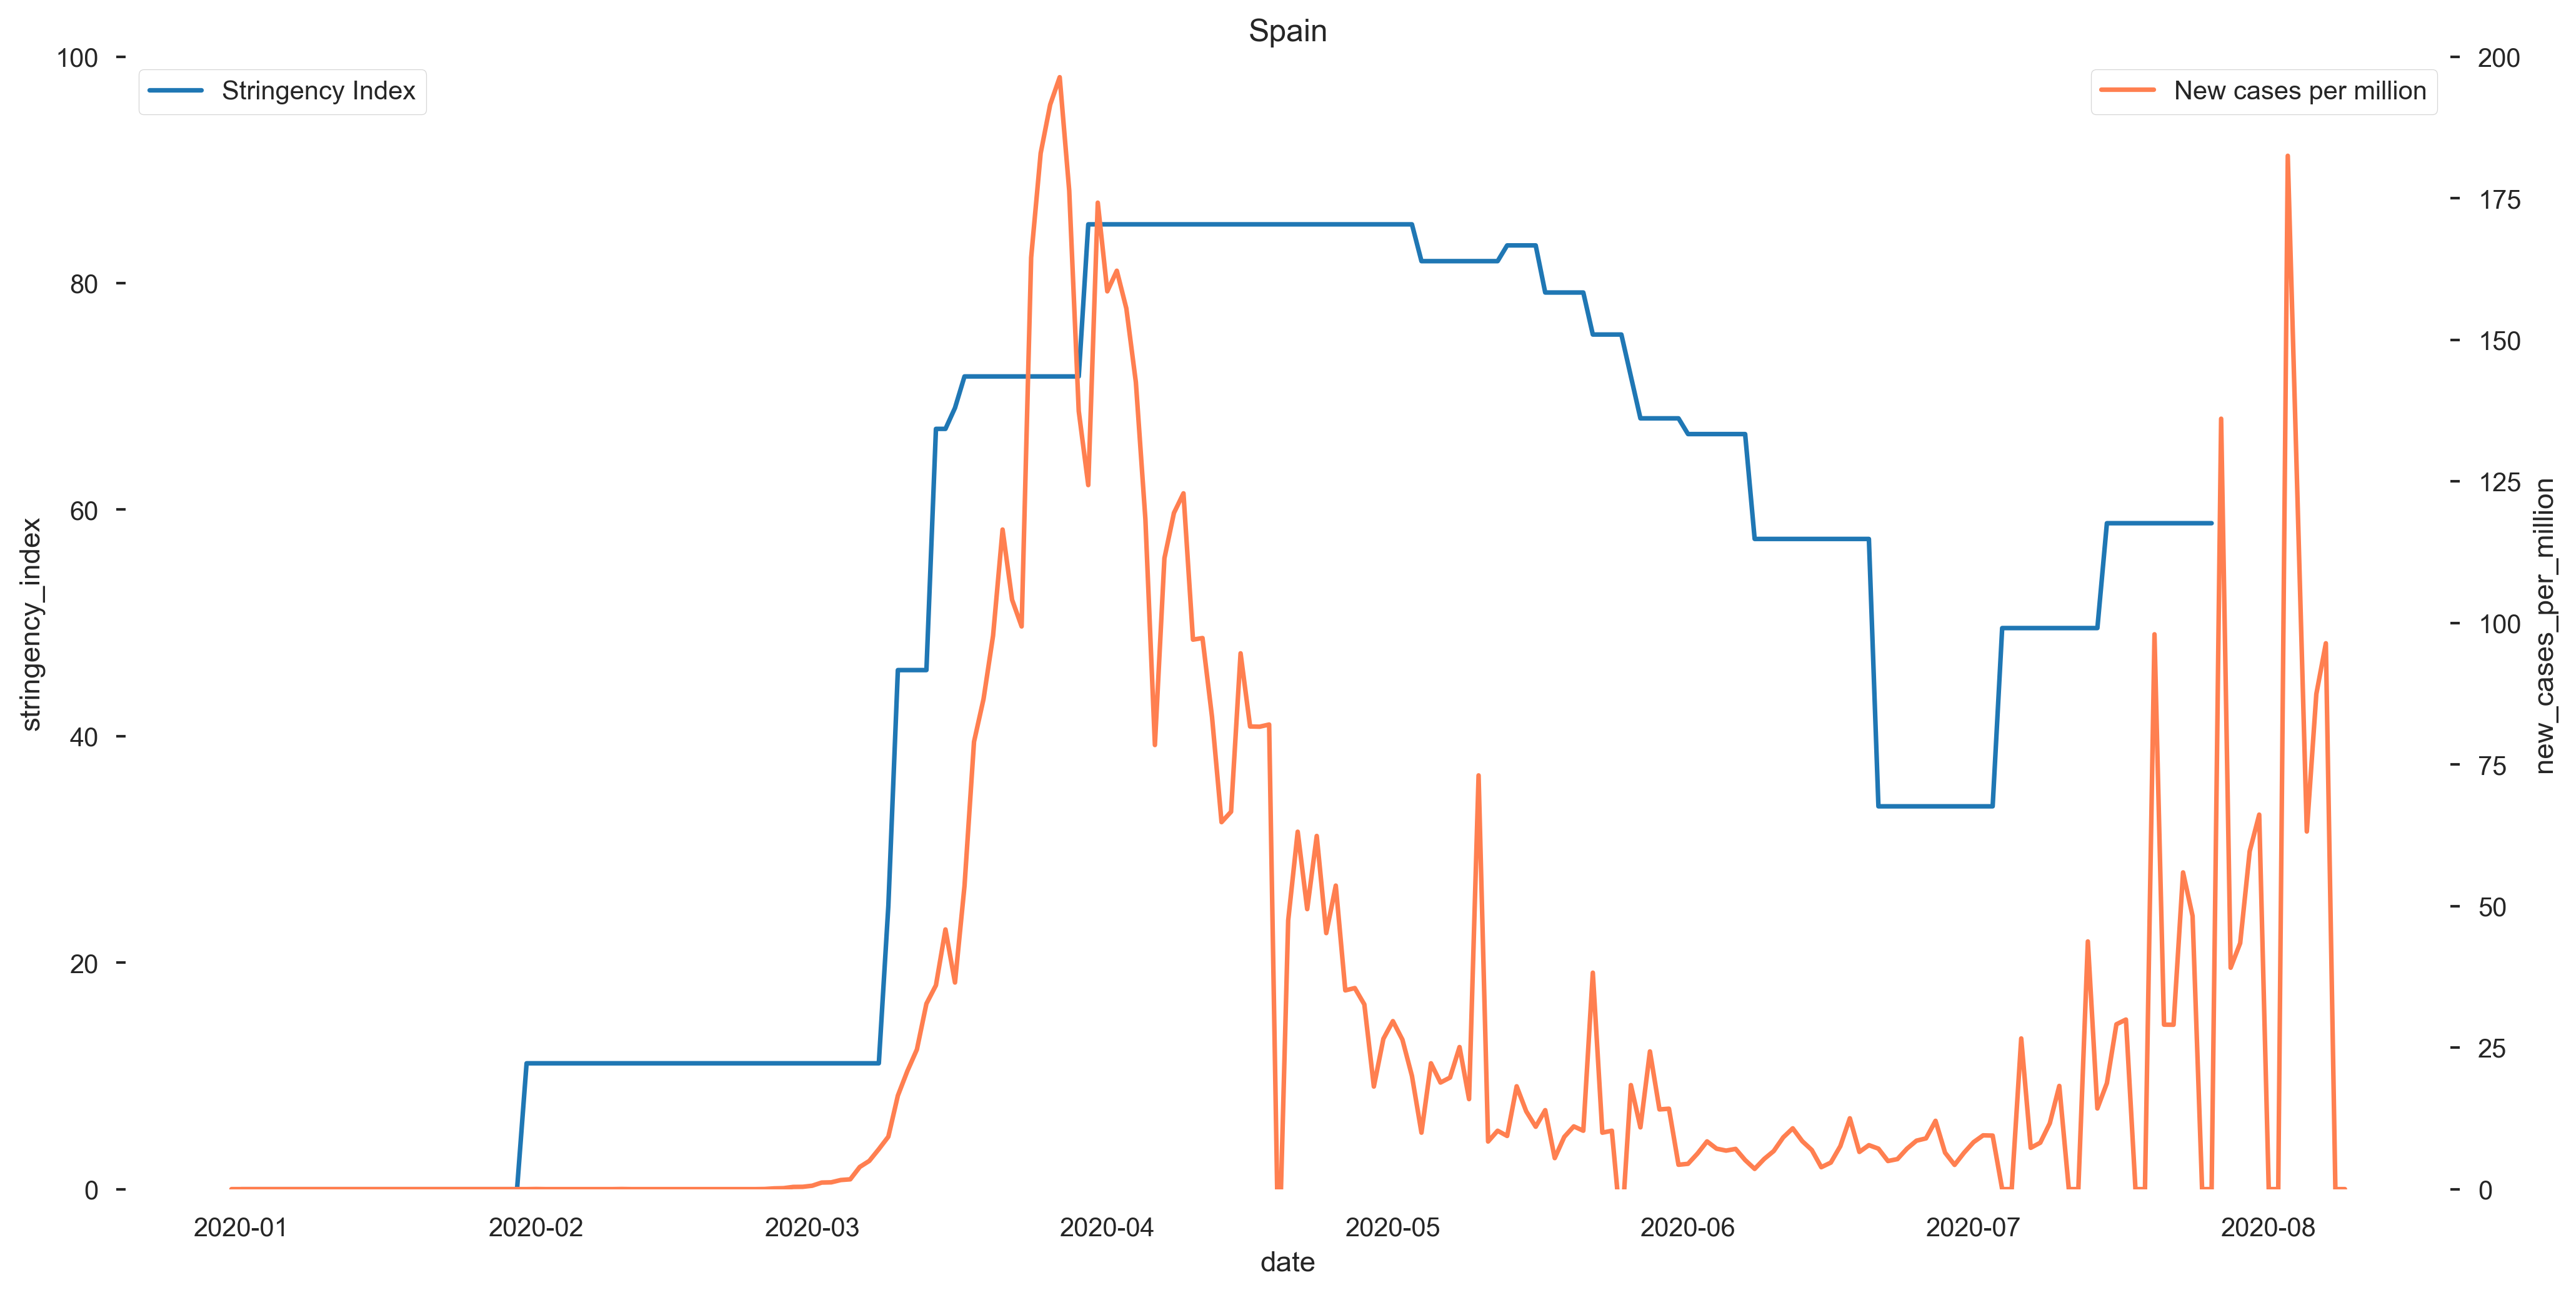 Spain
Stringency Index
New cases per million
100
80
60
40
20
0
stringency_index
200
175
150
125
100
75
50
25
0
new_cases_per_million
2020-01 2020-02 2020-03 2020-04 2020-05 2020-06 2020-07 2020-08
date